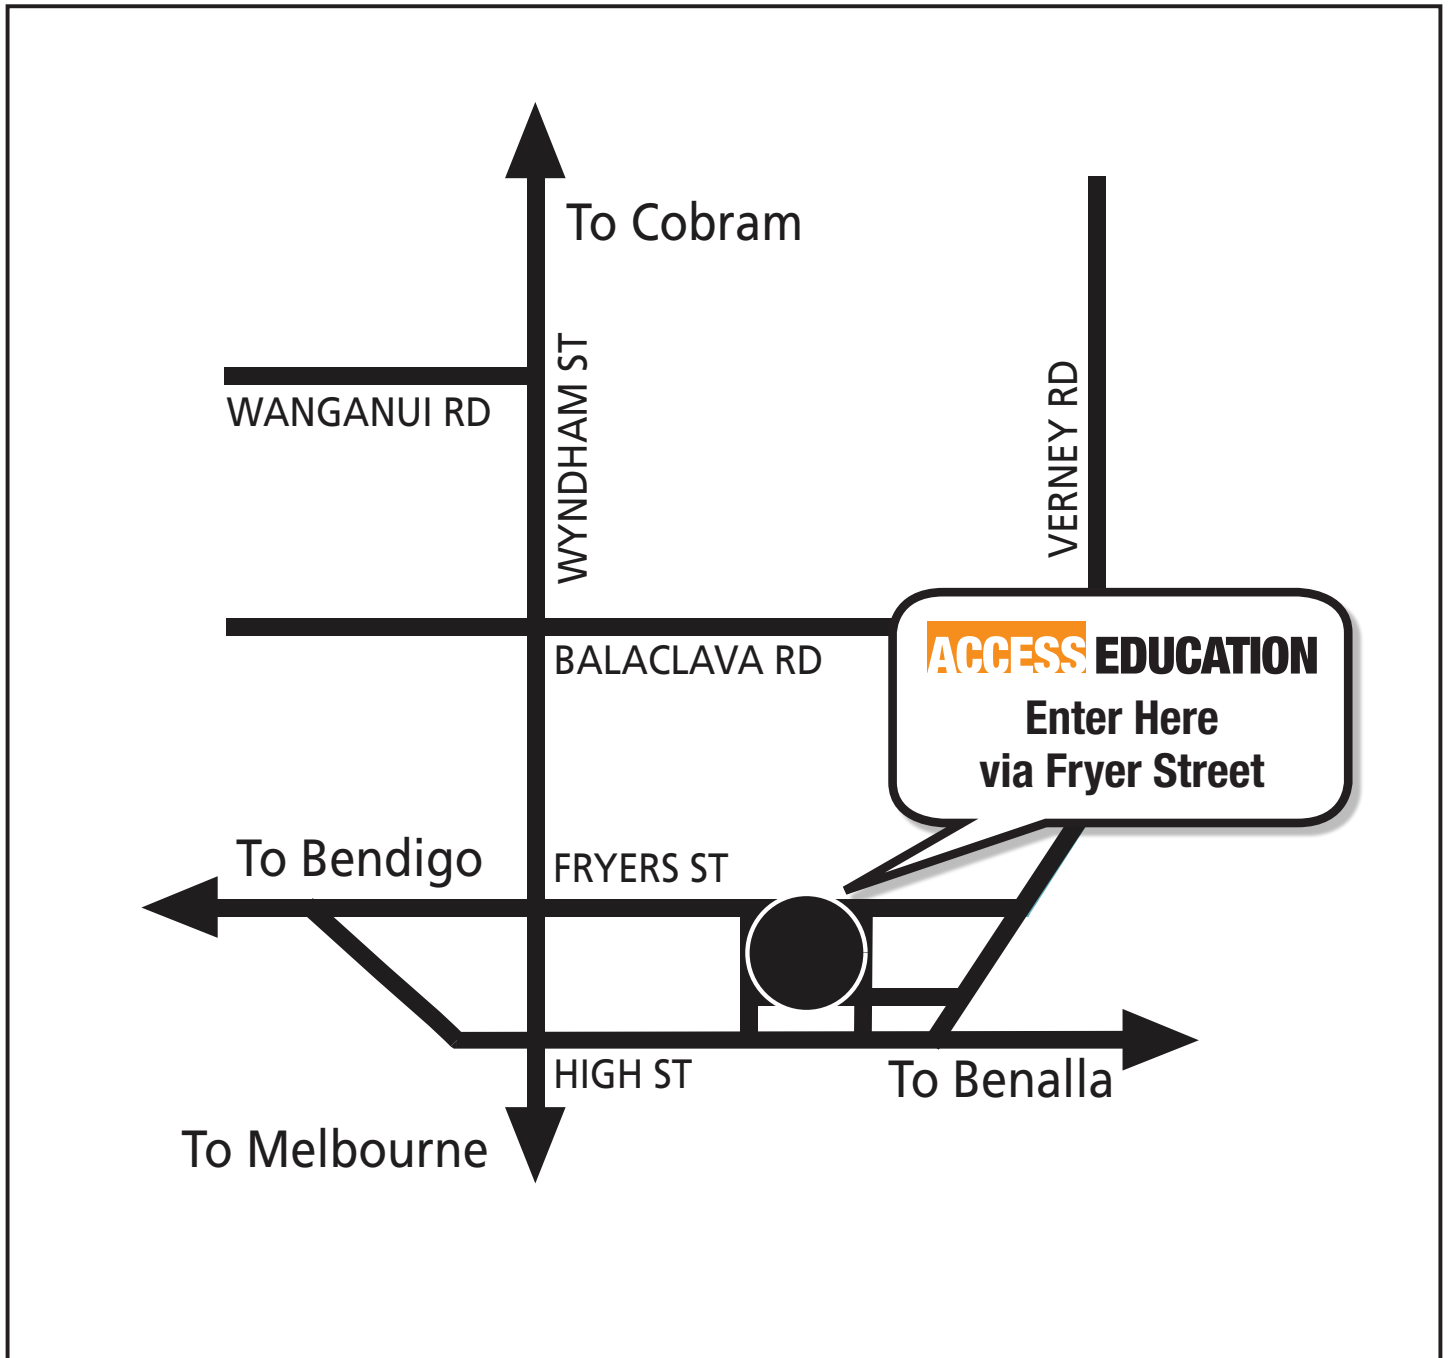 To Cobram
WYNDHAM ST
WANGANUI RD
VERNEY RD
BALACLAVA RD
ACCESS EDUCATION
Enter Here
via Fryer Street
To Bendigo
FRYERS ST
HIGH ST
To Benalla
To Melbourne